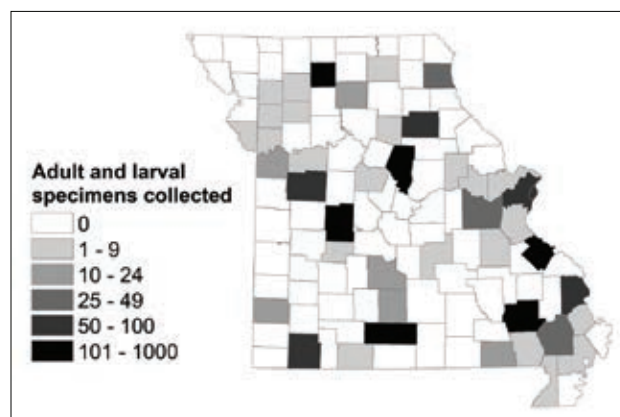 Adult and larval
specimens collected
0
1 - 9
10 - 24
25 - 49
50 - 100
101 - 1000